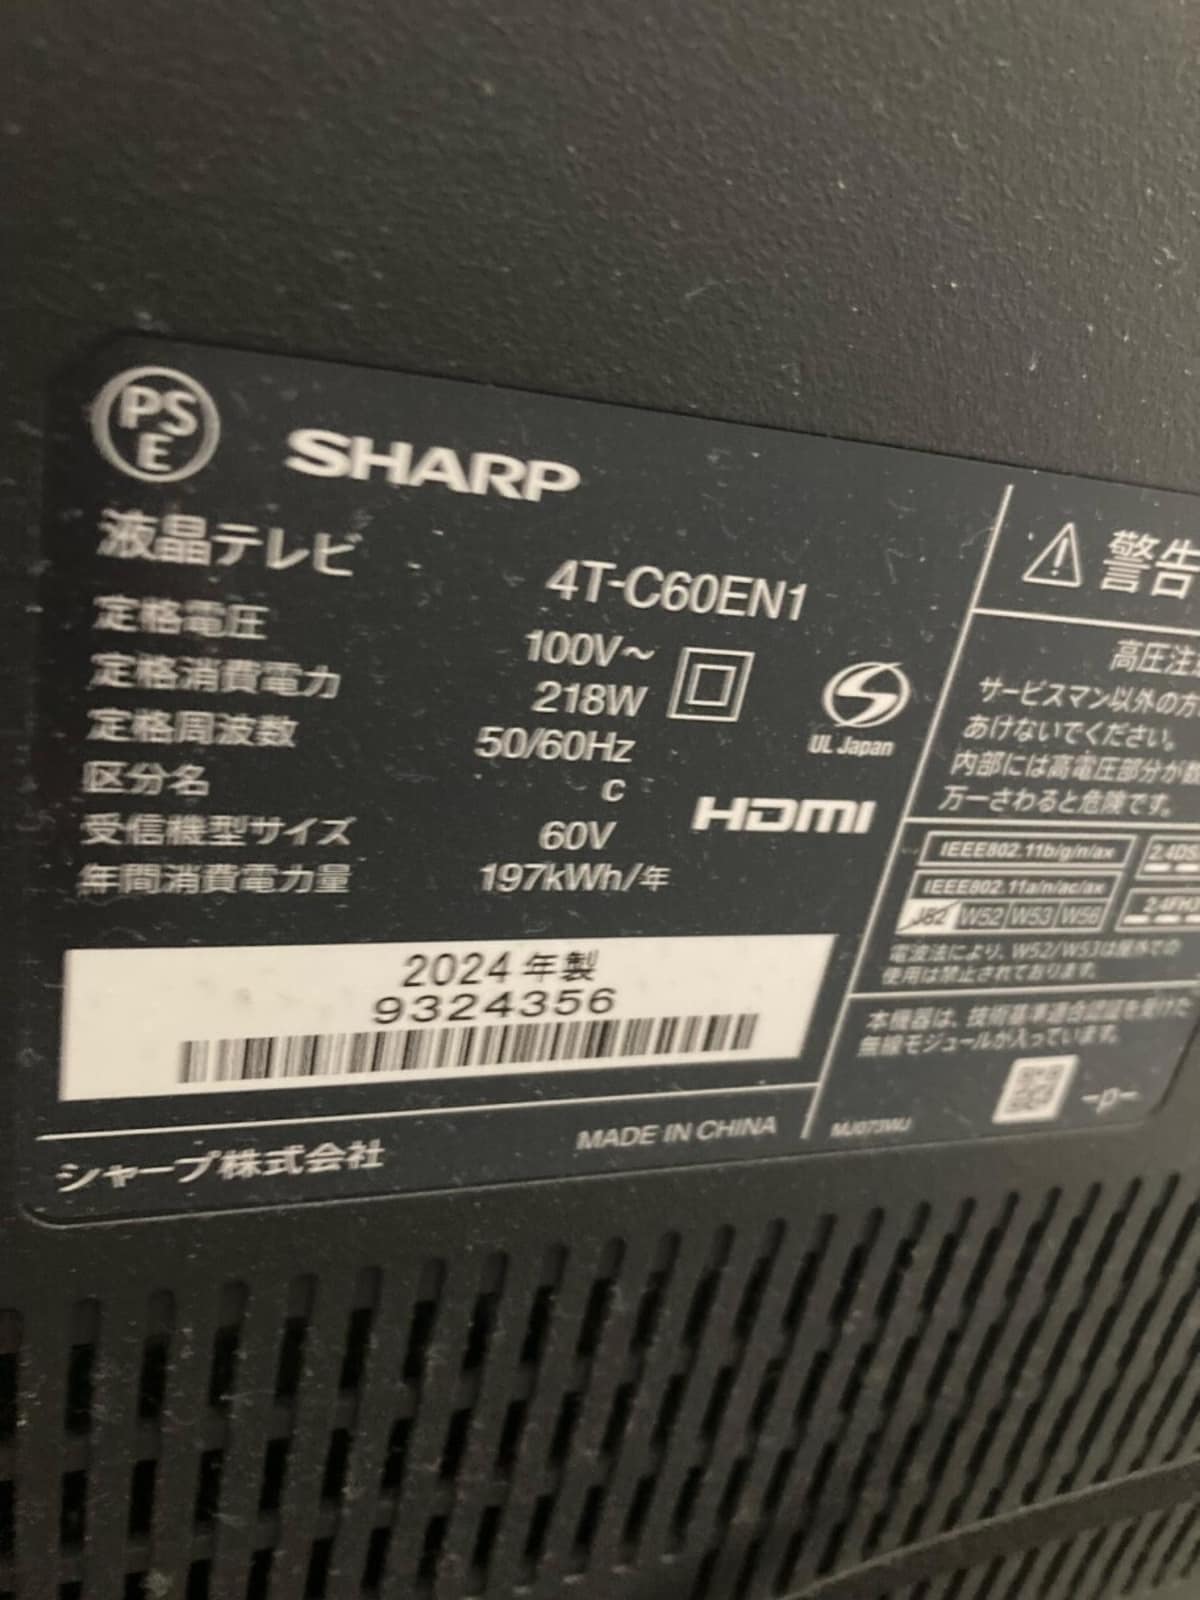 PS
E
SHARP
液晶テレビ 4T-C60EN1
定格電圧 100V~
定格消費電力 218W
定格周波数 50/60Hz
区分名 c
受信機型サイズ 60V
年間消費電力量 197kWh/年
UL Japan
HDMI
2024年製
9324356
シャープ株式会社
MADE IN CHINA
警告
高圧注
サービスマン以外の方
あけないでください。
内部には高電圧部分が
万一さわると危険です。
IEEE802.11b/g/n/ax
2.4DS
IEEE802.11a/n/ac/ax
J52 W52 W53 W56
2.4FH
電波法により、W52/W53は屋外での
使用は禁止されております。
本機器は、技術基準適合認証を受けた
無線モジュールが入っています。
-p-
MJ073WJ